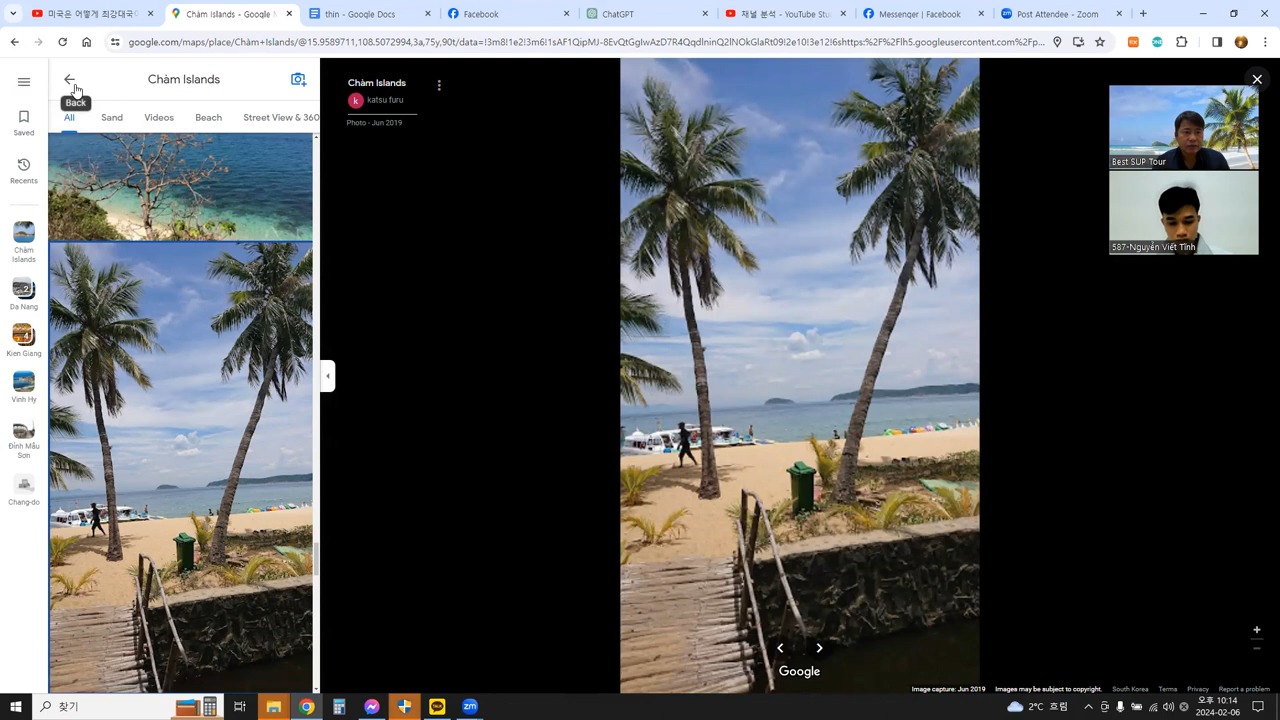 미국은 어떻게 최강대국이
Chàm Islands - Google M
thin - Google Docs
Facebook
ChatGPT
채널 분석 - YouTube Stu
Messenger | Facebook
Post Attendee - Zoom
google.com/maps/place/Chàm+Islands/@15.9589711,108.5072994,3a,75y,90t/data=!3m8!1e2!3m6!1sAF1QipMJ-8EvQtGglwAzD7R4QqdlninQ2lNOkGlaRt09!2e10!3e12!6shttps:%2F%2Flh5.googleusercontent.com%2Fp...
Chàm Islands
Back
All
Sand
Videos
Beach
Street View & 360
Saved
Recents
Chàm
Islands
2
Da Nang
4
Kien Giang
Vinh Hy
Đỉnh Mẫu
Sơn
Chang-do
Chàm Islands
k
katsu furu
Photo - Jun 2019
Best SUP Tour
587-Nguyễn Viết Tĩnh
Google
Image capture: Jun 2019
Images may be subject to copyright.
South Korea
Terms
Privacy
Report a problem
찾기
2°C 흐림
오후 10:14
2024-02-06